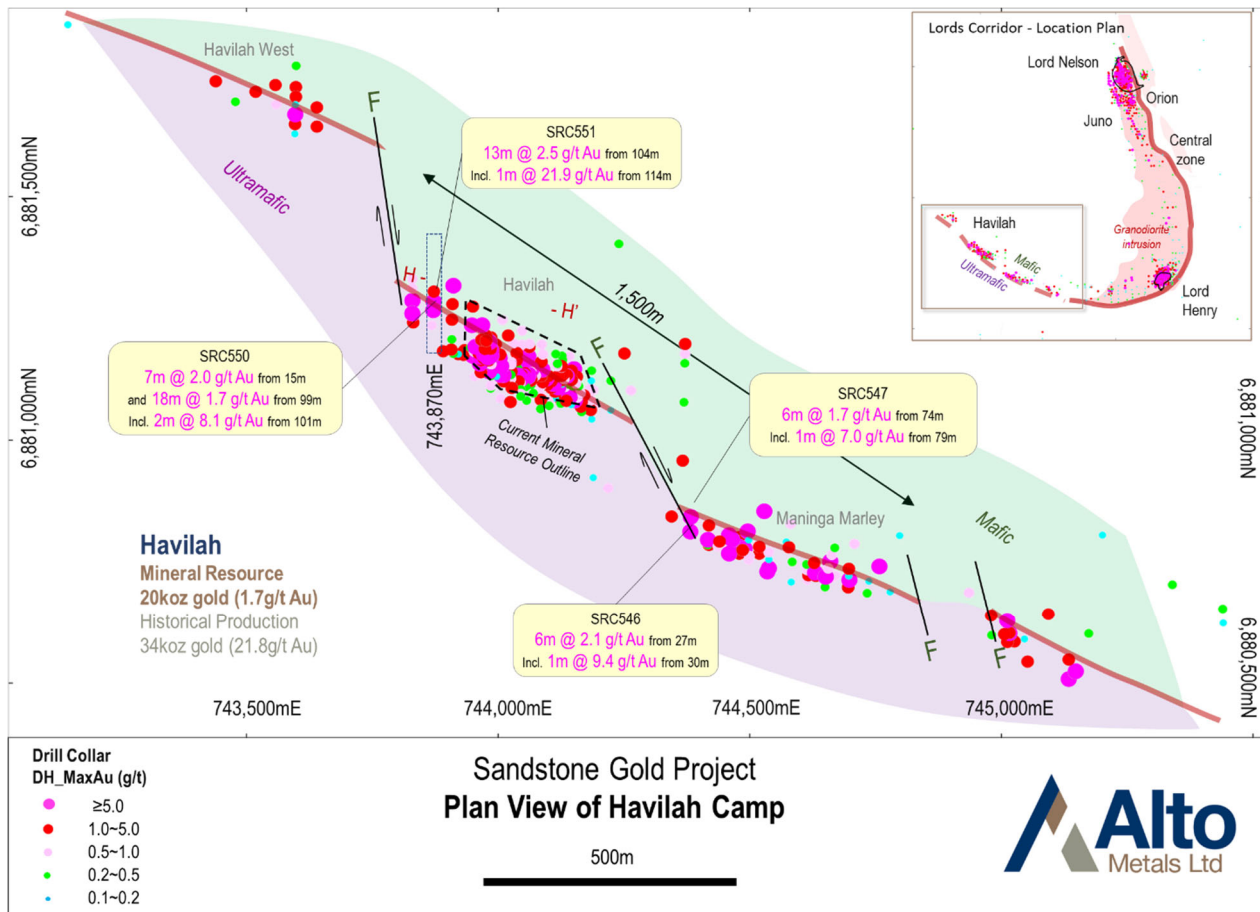 Havilah West
F
Ultramafic
6,881,500mN
SRC551
13m @ 2.5 g/t Au from 104m
Incl. 1m @ 21.9 g/t Au from 114m
Lords Corridor - Location Plan
Lord Nelson
Orion
Juno
Central
zone
Havilah
Granodiorite
intrusion
Mafic
Ultramafic
Lord
Henry
H -
Havilah
- H'
1,500m
F
SRC550
7m @ 2.0 g/t Au from 15m
and 18m @ 1.7 g/t Au from 99m
Incl. 2m @ 8.1 g/t Au from 101m
743,870mE
Current Mineral
Resource Outline
SRC547
6m @ 1.7 g/t Au from 74m
Incl. 1m @ 7.0 g/t Au from 79m
6,881,000mN
6,881,000mN
Maninga Marley
Mafic
Havilah
Mineral Resource
20koz gold (1.7g/t Au)
Historical Production
34koz gold (21.8g/t Au)
SRC546
6m @ 2.1 g/t Au from 27m
Incl. 1m @ 9.4 g/t Au from 30m
F
F
6,880,500mN
743,500mE
744,000mE
744,500mE
745,000mE
Drill Collar
DH_MaxAu (g/t)
≥5.0
1.0~5.0
0.5~1.0
0.2~0.5
0.1~0.2
Sandstone Gold Project
Plan View of Havilah Camp
500m
Alto
Metals Ltd